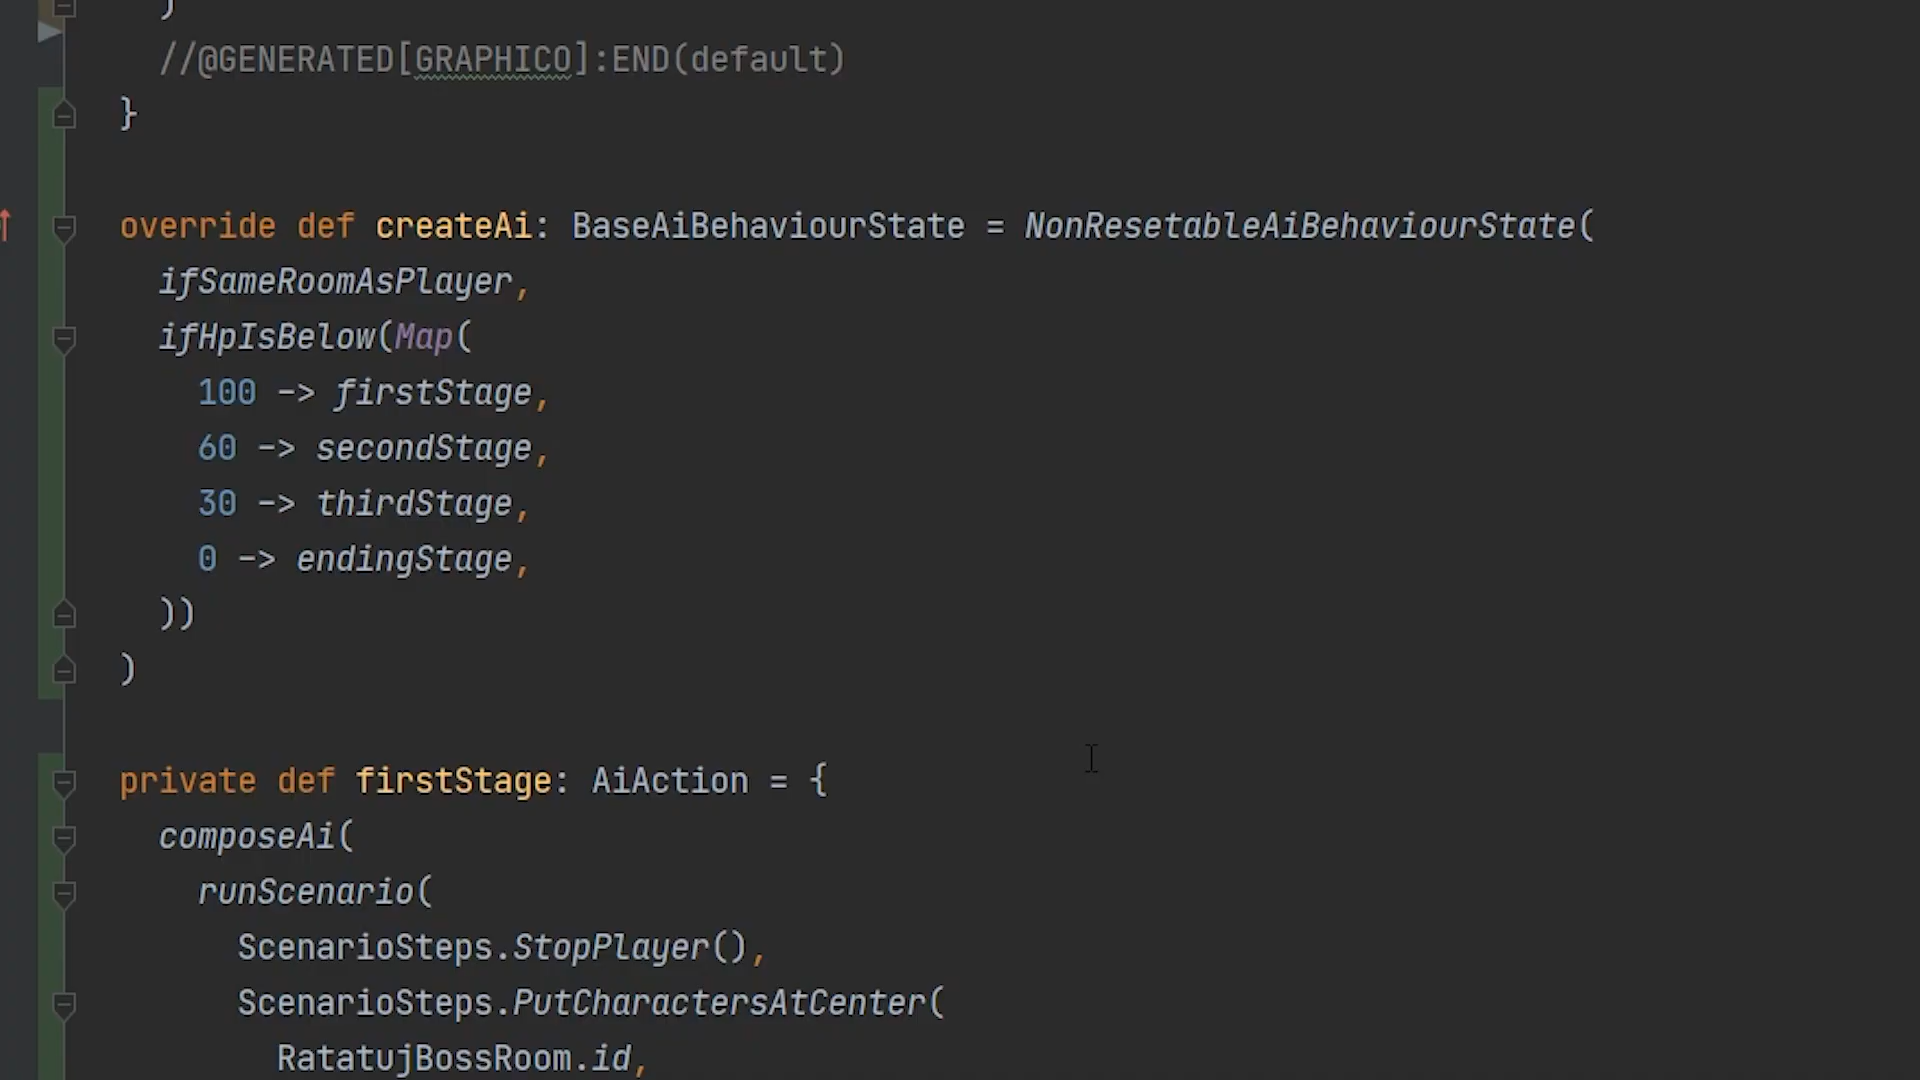 )
//@GENERATED[GRAPHICO]:END(default)
}
override def createAi: BaseAiBehaviourState = NonResetableAiBehaviourState(
ifSameRoomAsPlayer,
ifHpIsBelow(Map(
100 -> firstStage,
60 -> secondStage,
30 -> thirdStage,
0 -> endingStage,
))
)
private def firstStage: AiAction = {
composeAi(
runScenario(
ScenarioSteps.StopPlayer(),
ScenarioSteps.PutCharactersAtCenter(
RatatujBossRoom.id,